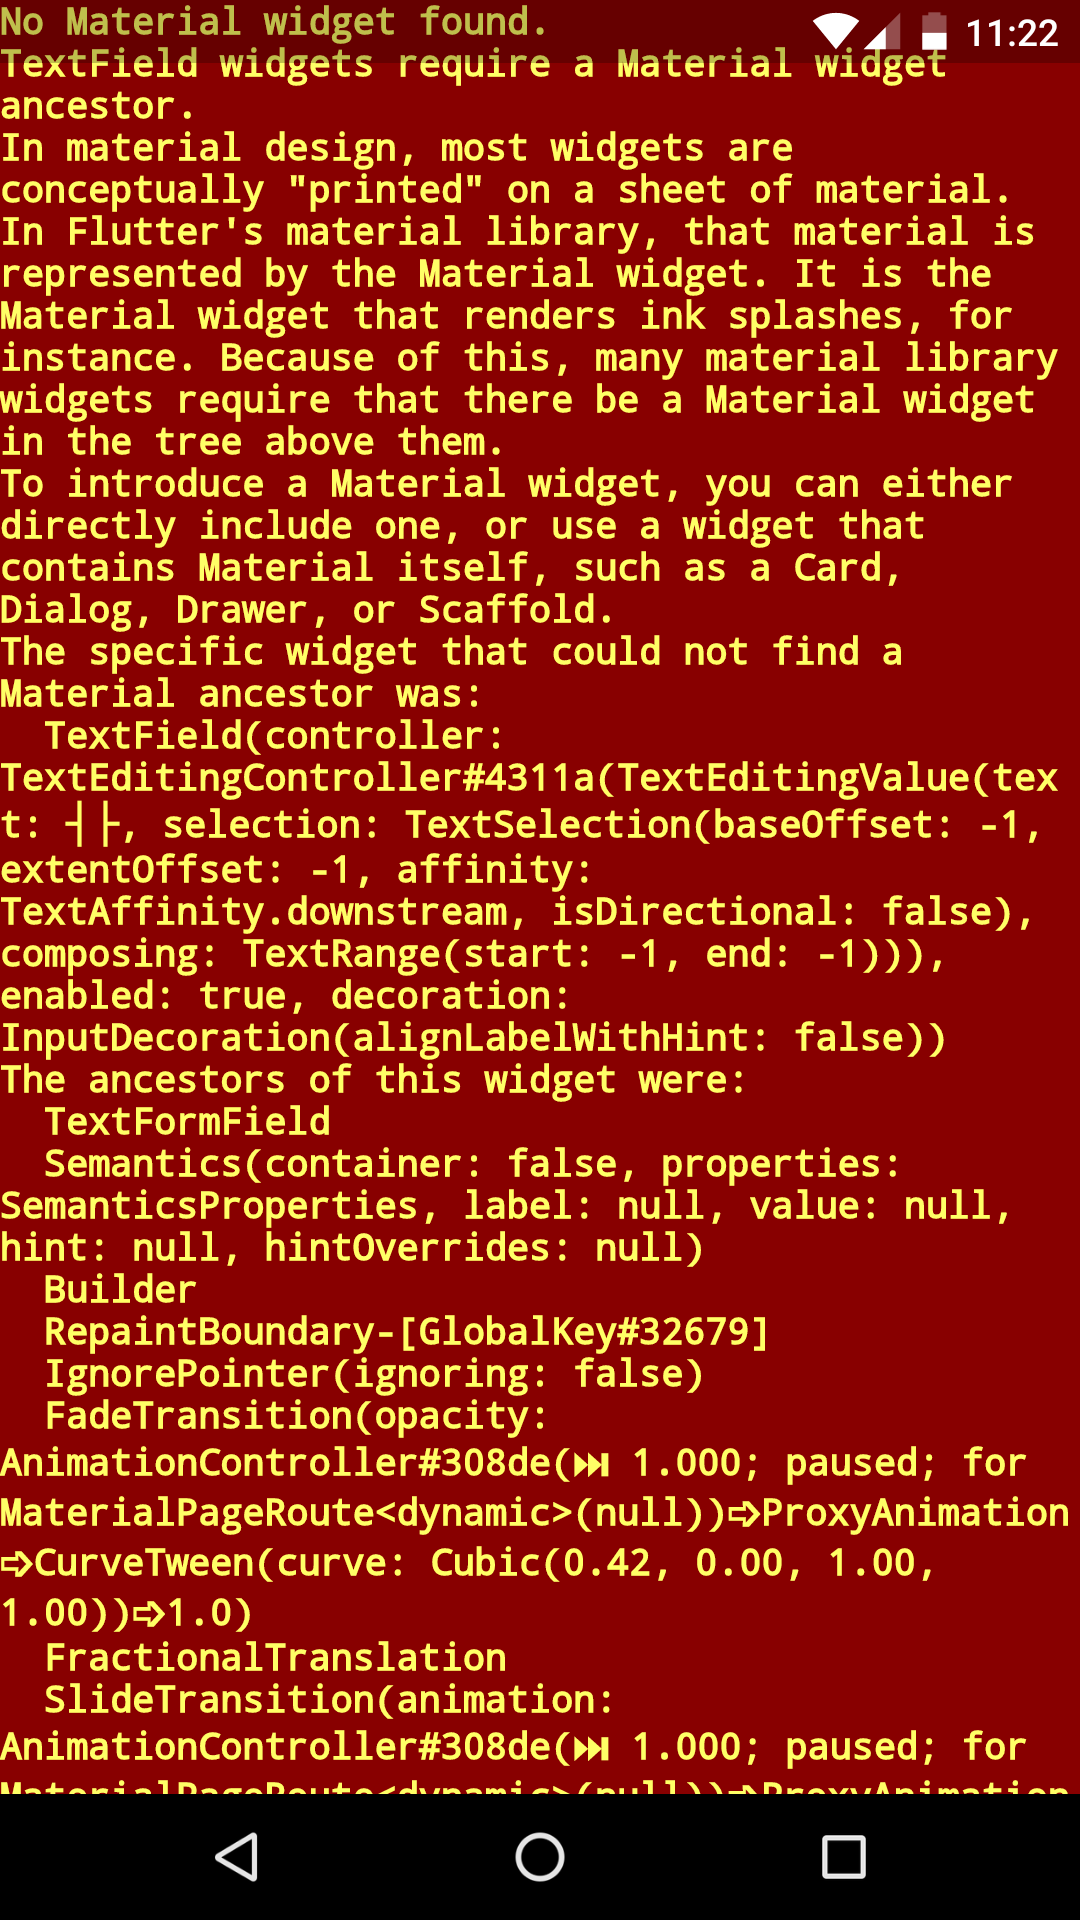 No Material widget found.
11:22
TextField widgets require a Material widget
ancestor.
In material design, most widgets are
conceptually "printed" on a sheet of material.
In Flutter's material library, that material is
represented by the Material widget. It is the
Material widget that renders ink splashes, for
instance. Because of this, many material library
widgets require that there be a Material widget
in the tree above them.
To introduce a Material widget, you can either
directly include one, or use a widget that
contains Material itself, such as a Card,
Dialog, Drawer, or Scaffold.
The specific widget that could not find a
Material ancestor was:
  TextField(controller:
TextEditingController#4311a(TextEditingValue(tex
t: ┤├, selection: TextSelection(baseOffset: -1,
extentOffset: -1, affinity:
TextAffinity.downstream, isDirectional: false),
composing: TextRange(start: -1, end: -1))),
enabled: true, decoration:
InputDecoration(alignLabelWithHint: false))
The ancestors of this widget were:
  TextFormField
  Semantics(container: false, properties:
SemanticsProperties, label: null, value: null,
hint: null, hintOverrides: null)
  Builder
  RepaintBoundary-[GlobalKey#32679]
  IgnorePointer(ignoring: false)
  FadeTransition(opacity:
AnimationController#308de(⏭ 1.000; paused; for
MaterialPageRoute<dynamic>(null))➩ProxyAnimation
➩CurveTween(curve: Cubic(0.42, 0.00, 1.00,
1.00))➩1.0)
  FractionalTranslation
  SlideTransition(animation:
AnimationController#308de(⏭ 1.000; paused; for
MaterialPageRoute<dynamic>(null))➩ProxyAnimation